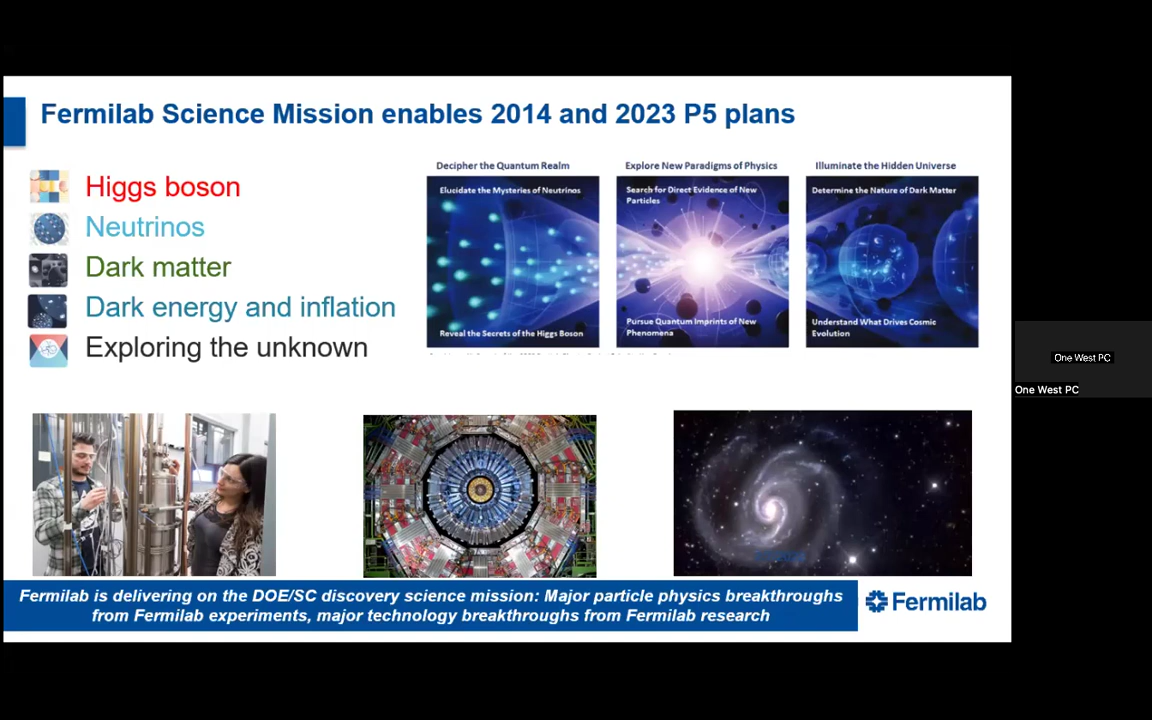 Fermilab Science Mission enables 2014 and 2023 P5 plans
Higgs boson
Neutrinos
Dark matter
Dark energy and inflation
Exploring the unknown
Decipher the Quantum Realm
Elucidate the Mysteries of Neutrinos
Reveal the Secrets of the Higgs Boson
Explore New Paradigms of Physics
Search for Direct Evidence of New
Particles
Pursue Quantum Imprints of New
Phenomena
Illuminate the Hidden Universe
Determine the Nature of Dark Matter
Understand What Drives Cosmic
Evolution
Fermilab is delivering on the DOE/SC discovery science mission: Major particle physics breakthroughs
from Fermilab experiments, major technology breakthroughs from Fermilab research
Fermilab
One West PC
One West PC